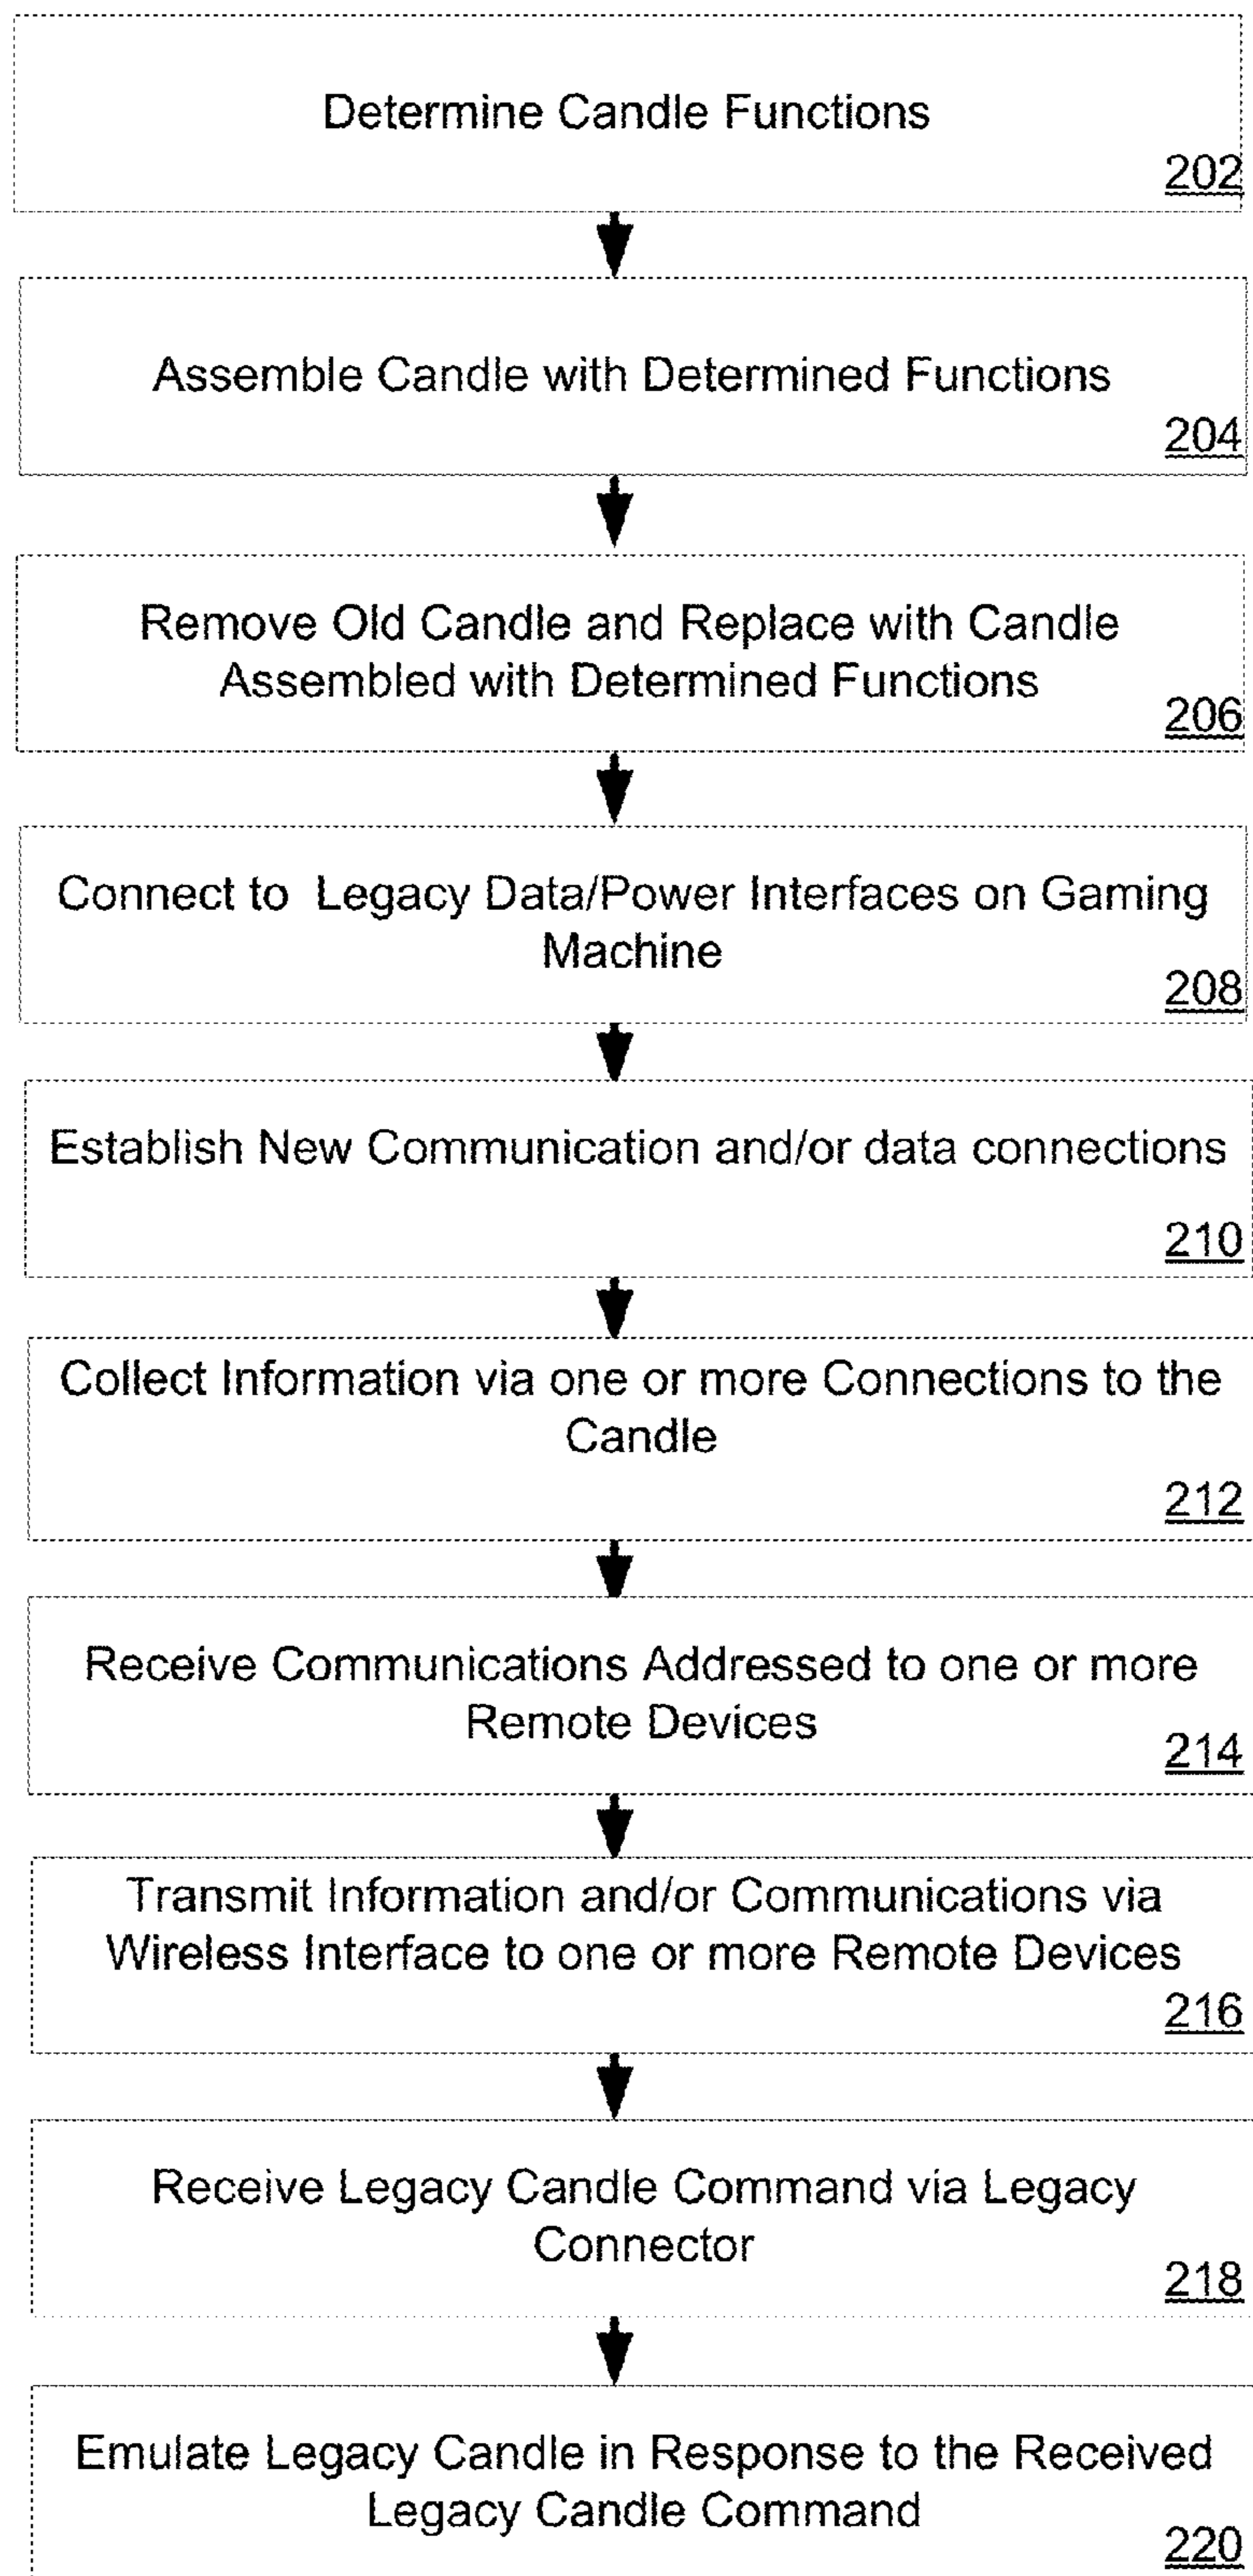 Determine Candle Functions
202
Assemble Candle with Determined Functions
204
Remove Old Candle and Replace with Candle
Assembled with Determined Functions
206
Connect to Legacy Data/Power Interfaces on Gaming
Machine
208
Establish New Communication and/or data connections
210
Collect Information via one or more Connections to the
Candle
212
Receive Communications Addressed to one or more
Remote Devices
214
Transmit Information and/or Communications via
Wireless Interface to one or more Remote Devices
216
Receive Legacy Candle Command via Legacy
Connector
218
Emulate Legacy Candle in Response to the Received
Legacy Candle Command
220